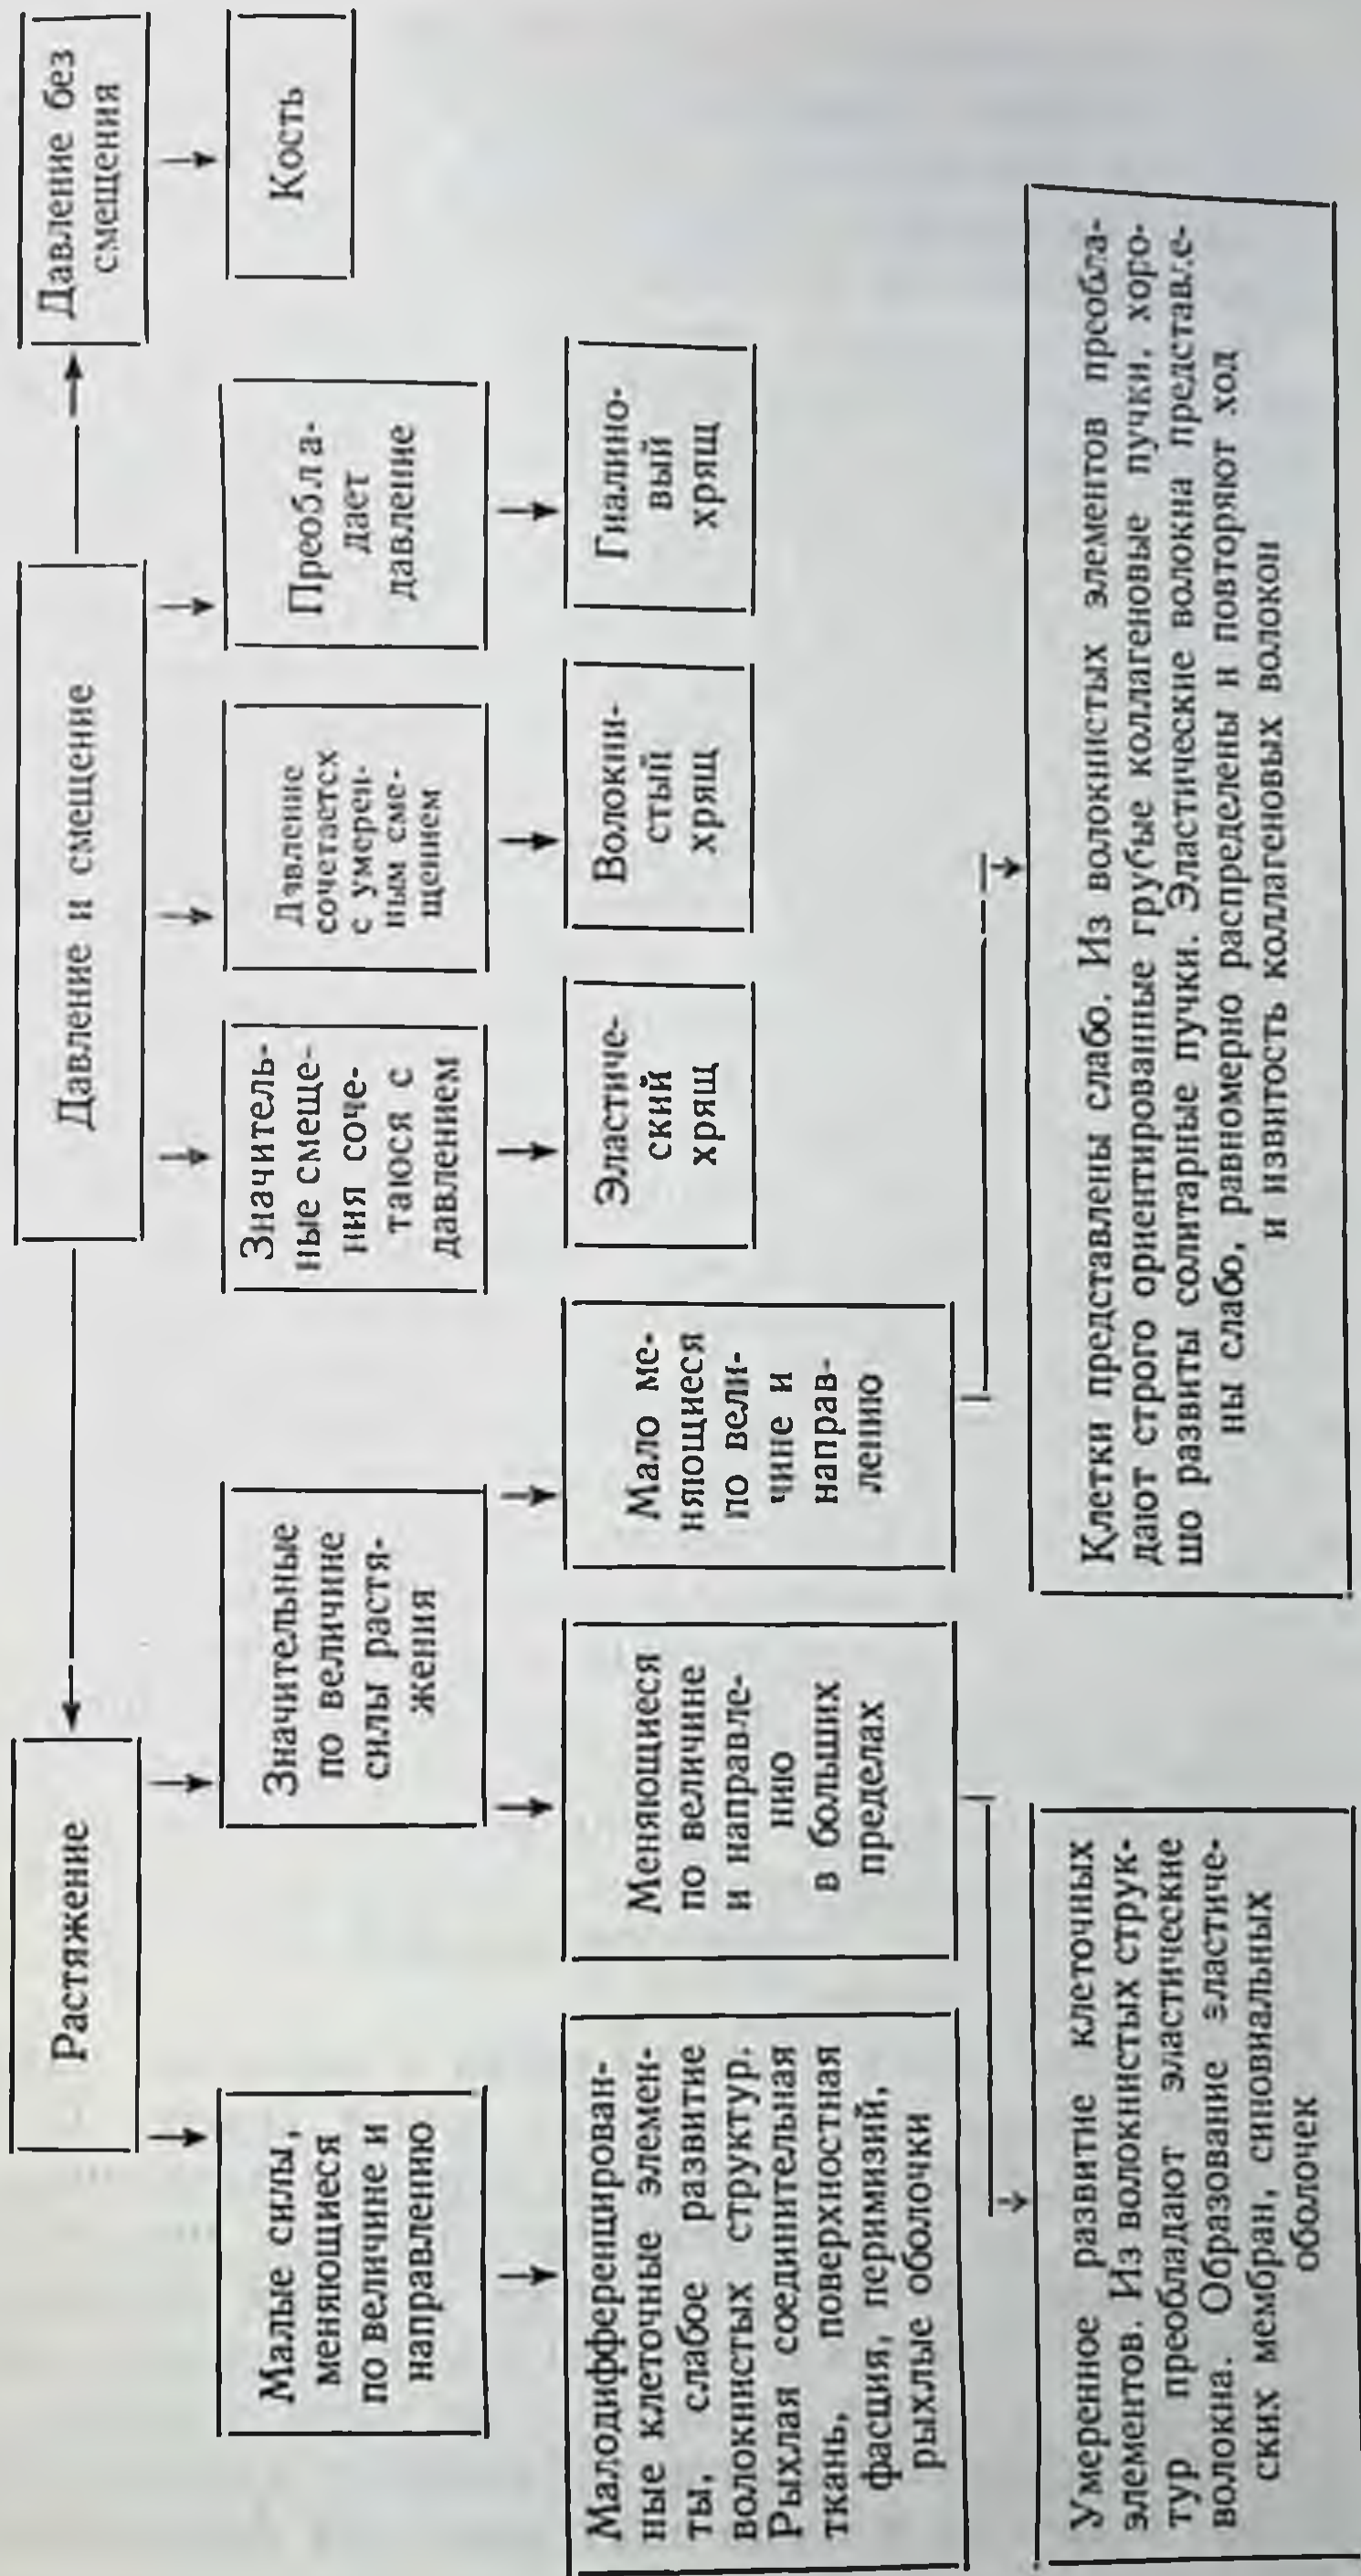 Растяжение
Давление и смещение
Давление без
смещения
Малые силы,
меняющиеся
по величине и
направлению
Значительные
по величине
силы растя-
жения
Значитель-
ные смеще-
ния соче-
таюся с
давлением
Давление
сочетается
с умерен-
ным сме-
щением
Преобла-
дает
давление
Кость
Малодифференцирован-
ные клеточные элемен-
ты, слабое развитие
волокнистых структур.
Рыхлая соединительная
ткань, поверхностная
фасция, перимизий,
рыхлые оболочки
Меняющиеся
по величине
и направле-
нию
в больших
пределах
Мало ме-
няющиеся
по вели-
чине и
направ-
лению
Эластиче-
ский
хрящ
Волокни-
стый
хрящ
Гиалино-
вый
хрящ
Умеренное развитие клеточных
элементов. Из волокнистых струк-
тур преобладают эластические
волокна. Образование эластиче-
ских мембран, синовиальных
оболочек
Клетки представлены слабо. Из волокнистых элементов преобла-
дают строго ориентированные грубые коллагеновые пучки, хоро-
шо развиты солитарные пучки. Эластические волокна представле-
ны слабо, равномерно распределены и повторяют ход
и извитость коллагеновых волокон